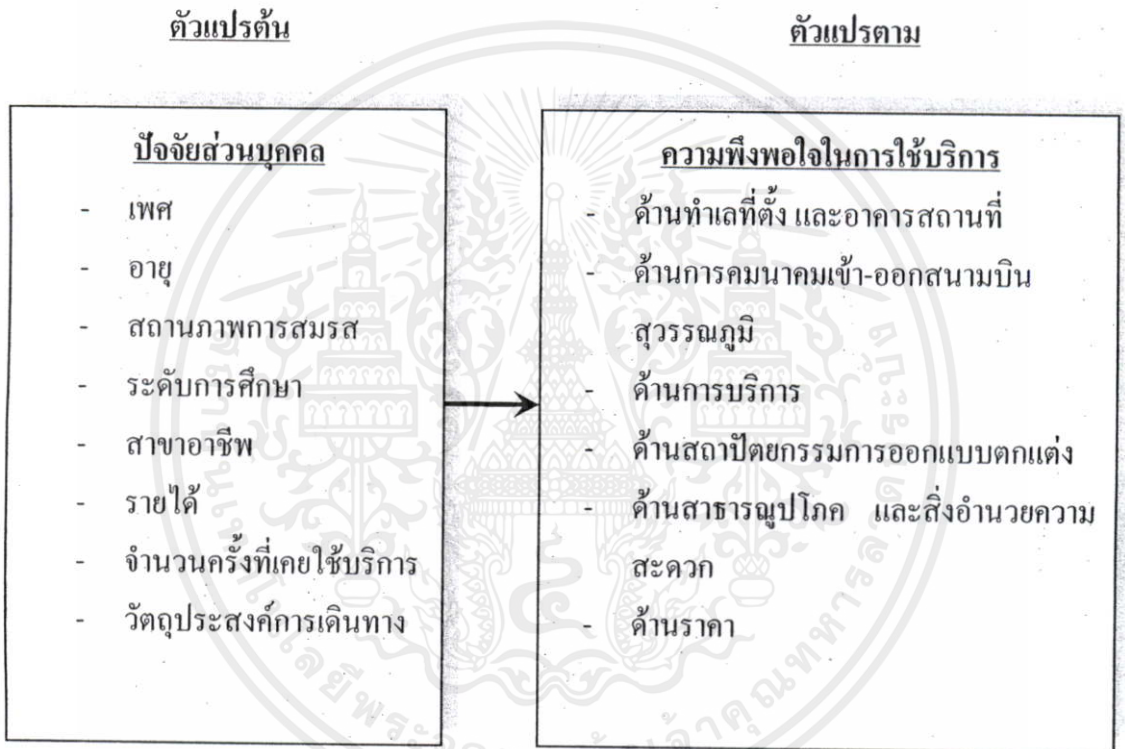 ตัวแปรต้น
ตัวแปรตาม
ปัจจัยส่วนบุคคล
- เพศ
- อายุ
- สถานภาพการสมรส
- ระดับการศึกษา
- สาขาอาชีพ
- รายได้
- จำนวนครั้งที่เคยใช้บริการ
- วัตถุประสงค์การเดินทาง
ความพึงพอใจในการใช้บริการ
- ด้านทำเลที่ตั้ง และอาคารสถานที่
- ด้านการคมนาคมเข้า-ออกสนามบิน
สุวรรณภูมิ
- ด้านการบริการ
- ด้านสถาปัตยกรรมการออกแบบตกแต่ง
- ด้านสาธารณูปโภค และสิ่งอำนวยความ
สะดวก
- ด้านราคา